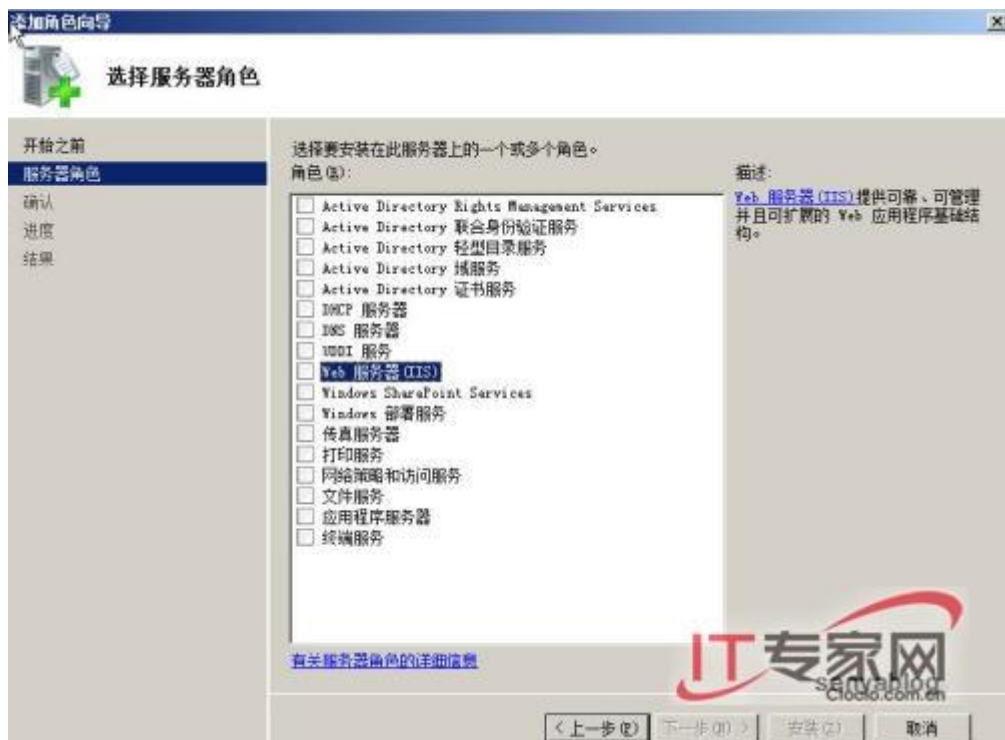 添加角色向导
选择服务器角色
开始之前
服务器角色
确认
进度
结果
选择要安装在此服务器上的一个或多个角色。
角色(R):
Active Directory Rights Management Services
Active Directory 联合身份验证服务
Active Directory 轻型目录服务
Active Directory 域服务
Active Directory 证书服务
DHCP 服务器
DNS 服务器
UDDI 服务
Web 服务器(IIS)
Windows SharePoint Services
Windows 部署服务
传真服务器
打印服务
网络策略和访问服务
文件服务
应用程序服务器
终端服务
有关服务器角色的详细信息
描述:
Web 服务器(IIS)提供可靠、可管理
并且可扩展的 Web 应用程序基础结
构。
IT专家网
< 上一步(P)
下一步(N) >
安装(I)
取消